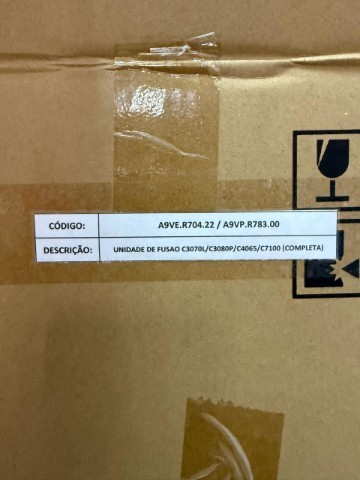 CÓDIGO: A9VE.R704.22 / A9VP.R783.00
DESCRIÇÃO: UNIDADE DE FUSAO C3070L/C3080P/C4065/C7100 (COMPLETA)